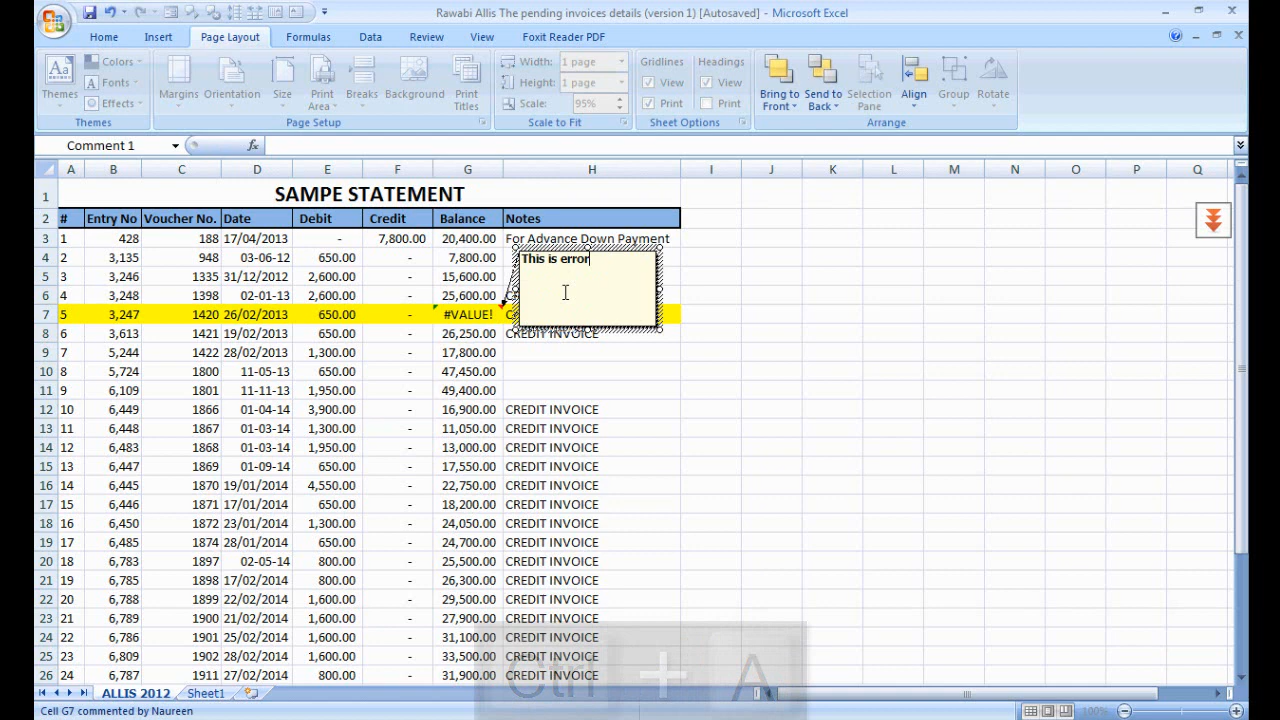 Rawabi Allis The pending invoices details (version 1) [Autosaved] - Microsoft Excel
Home Insert Page Layout Formulas Data Review View Foxit Reader PDF
Themes Colors Fonts Effects Margins Orientation Size Print Area Breaks Background Print Titles Width: 1 page Height: 1 page Scale: 95% Gridlines View Print Headings View Print Bring to Front Send to Back Selection Pane Align Group Rotate
Themes Page Setup Scale to Fit Sheet Options Arrange
Comment 1 fx
A B C D E F G H I J K L M N O P Q
1 SAMPE STATEMENT
2 # Entry No Voucher No. Date Debit Credit Balance Notes
3 1 428 188 17/04/2013 - 7,800.00 20,400.00 For Advance Down Payment
4 2 3,135 948 03-06-12 650.00 - 7,800.00 This is error
5 3 3,246 1335 31/12/2012 2,600.00 - 15,600.00
6 4 3,248 1398 02-01-13 2,600.00 - 25,600.00
7 5 3,247 1420 26/02/2013 650.00 - #VALUE!
8 6 3,613 1421 19/02/2013 650.00 - 26,250.00 CREDIT INVOICE
9 7 5,244 1422 28/02/2013 1,300.00 - 17,800.00
10 8 5,724 1800 11-05-13 650.00 - 47,450.00
11 9 6,109 1801 11-11-13 1,950.00 - 49,400.00
12 10 6,449 1866 01-04-14 3,900.00 - 16,900.00 CREDIT INVOICE
13 11 6,448 1867 01-03-14 1,300.00 - 11,050.00 CREDIT INVOICE
14 12 6,483 1868 01-03-14 1,950.00 - 13,000.00 CREDIT INVOICE
15 13 6,447 1869 01-09-14 650.00 - 17,550.00 CREDIT INVOICE
16 14 6,445 1870 19/01/2014 4,550.00 - 22,750.00 CREDIT INVOICE
17 15 6,446 1871 17/01/2014 650.00 - 18,200.00 CREDIT INVOICE
18 16 6,450 1872 23/01/2014 1,300.00 - 24,050.00 CREDIT INVOICE
19 17 6,485 1874 28/01/2014 650.00 - 24,700.00 CREDIT INVOICE
20 18 6,783 1897 02-05-14 800.00 - 25,500.00 CREDIT INVOICE
21 19 6,785 1898 17/02/2014 800.00 - 26,300.00 CREDIT INVOICE
22 20 6,788 1899 22/02/2014 1,600.00 - 29,500.00 CREDIT INVOICE
23 21 6,789 1900 21/02/2014 1,600.00 - 27,900.00 CREDIT INVOICE
24 22 6,786 1901 25/02/2014 1,600.00 - 31,100.00 CREDIT INVOICE
25 23 6,809 1902 28/02/2014 1,600.00 - 33,500.00 CREDIT INVOICE
26 24 6,787 1911 27/02/2014 800.00 - 31,900.00 CREDIT INVOICE
Ctrl + A
ALLIS 2012 Sheet1
Cell G7 commented by Naureen 100%